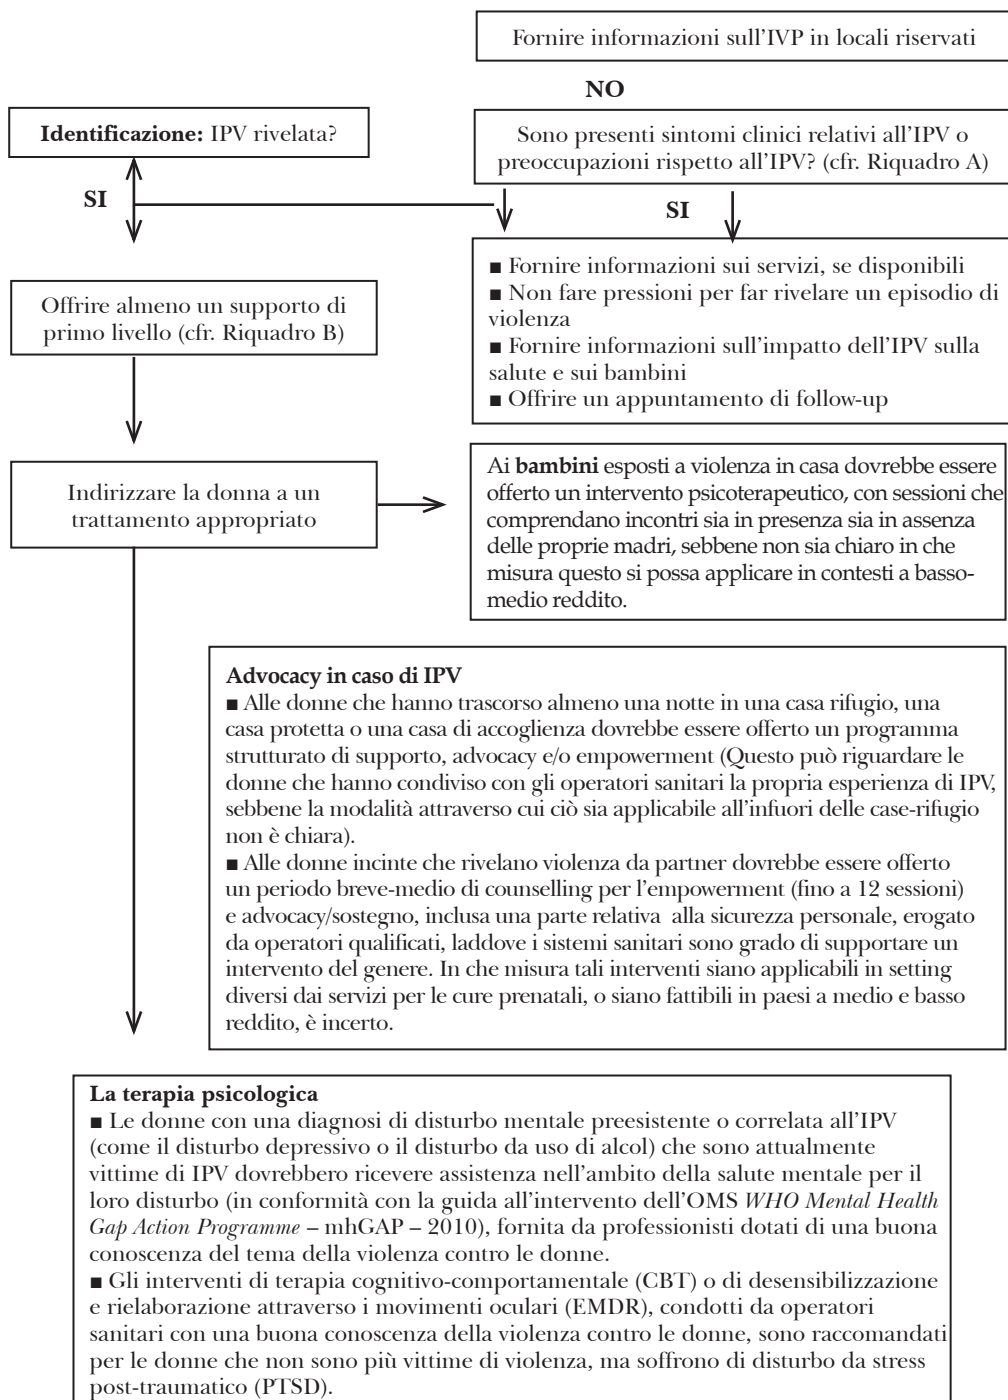 Fornire informazioni sull'IVP in locali riservati
NO
Identificazione: IPV rivelata?
Sono presenti sintomi clinici relativi all'IPV o
preoccupazioni rispetto all'IPV? (cfr. Riquadro A)
SI
SI
■ Fornire informazioni sui servizi, se disponibili
■ Non fare pressioni per far rivelare un episodio di
violenza
■ Fornire informazioni sull'impatto dell'IPV sulla
salute e sui bambini
■ Offrire un appuntamento di follow-up
Offrire almeno un supporto di
primo livello (cfr. Riquadro B)
Indirizzare la donna a un
trattamento appropriato
Ai bambini esposti a violenza in casa dovrebbe essere
offerto un intervento psicoterapeutico, con sessioni che
comprendano incontri sia in presenza sia in assenza
delle proprie madri, sebbene non sia chiaro in che
misura questo si possa applicare in contesti a basso-
medio reddito.
Advocacy in caso di IPV
■ Alle donne che hanno trascorso almeno una notte in una casa rifugio, una
casa protetta o una casa di accoglienza dovrebbe essere offerto un programma
strutturato di supporto, advocacy e/o empowerment (Questo può riguardare le
donne che hanno condiviso con gli operatori sanitari la propria esperienza di IPV,
sebbene la modalità attraverso cui ciò sia applicabile all'infuori delle case-rifugio
non è chiara).
■ Alle donne incinte che rivelano violenza da partner dovrebbe essere offerto
un periodo breve-medio di counselling per l'empowerment (fino a 12 sessioni)
e advocacy/sostegno, inclusa una parte relativa alla sicurezza personale, erogato
da operatori qualificati, laddove i sistemi sanitari sono grado di supportare un
intervento del genere. In che misura tali interventi siano applicabili in setting
diversi dai servizi per le cure prenatali, o siano fattibili in paesi a medio e basso
reddito, è incerto.
La terapia psicologica
■ Le donne con una diagnosi di disturbo mentale preesistente o correlata all'IPV
(come il disturbo depressivo o il disturbo da uso di alcol) che sono attualmente
vittime di IPV dovrebbero ricevere assistenza nell'ambito della salute mentale per il
loro disturbo (in conformità con la guida all'intervento dell'OMS WHO Mental Health
Gap Action Programme – mhGAP – 2010), fornita da professionisti dotati di una buona
conoscenza del tema della violenza contro le donne.
■ Gli interventi di terapia cognitivo-comportamentale (CBT) o di desensibilizzazione
e rielaborazione attraverso i movimenti oculari (EMDR), condotti da operatori
sanitari con una buona conoscenza della violenza contro le donne, sono raccomandati
per le donne che non sono più vittime di violenza, ma soffrono di disturbo da stress
post-traumatico (PTSD).